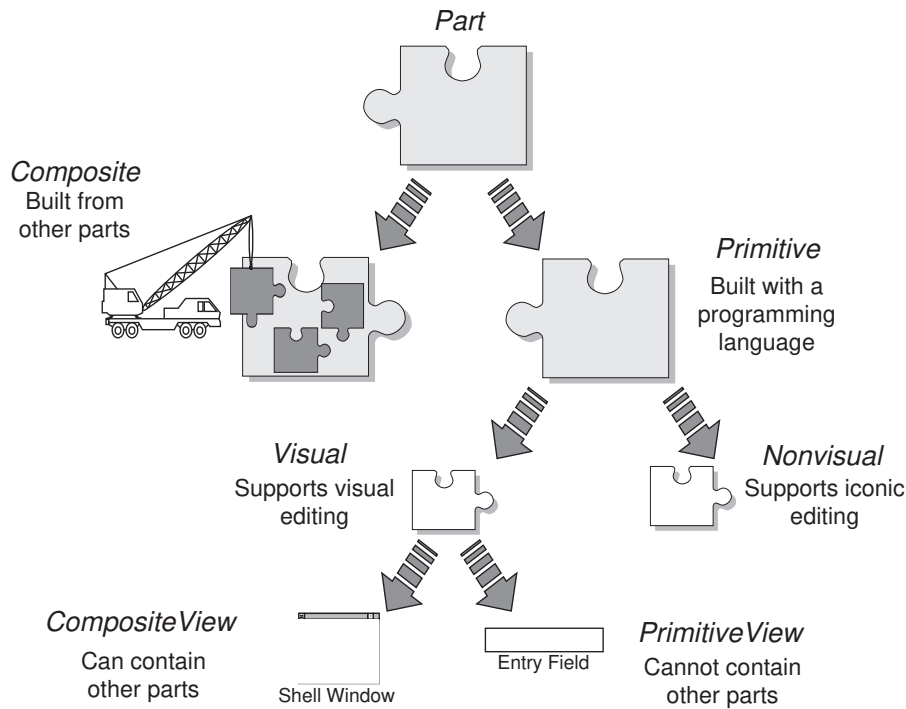 Part
Composite
Built from
other parts
Primitive
Built with a
programming
language
Visual
Supports visual
editing
Nonvisual
Supports iconic
editing
CompositeView
Can contain
other parts
Shell Window
Entry Field
PrimitiveView
Cannot contain
other parts